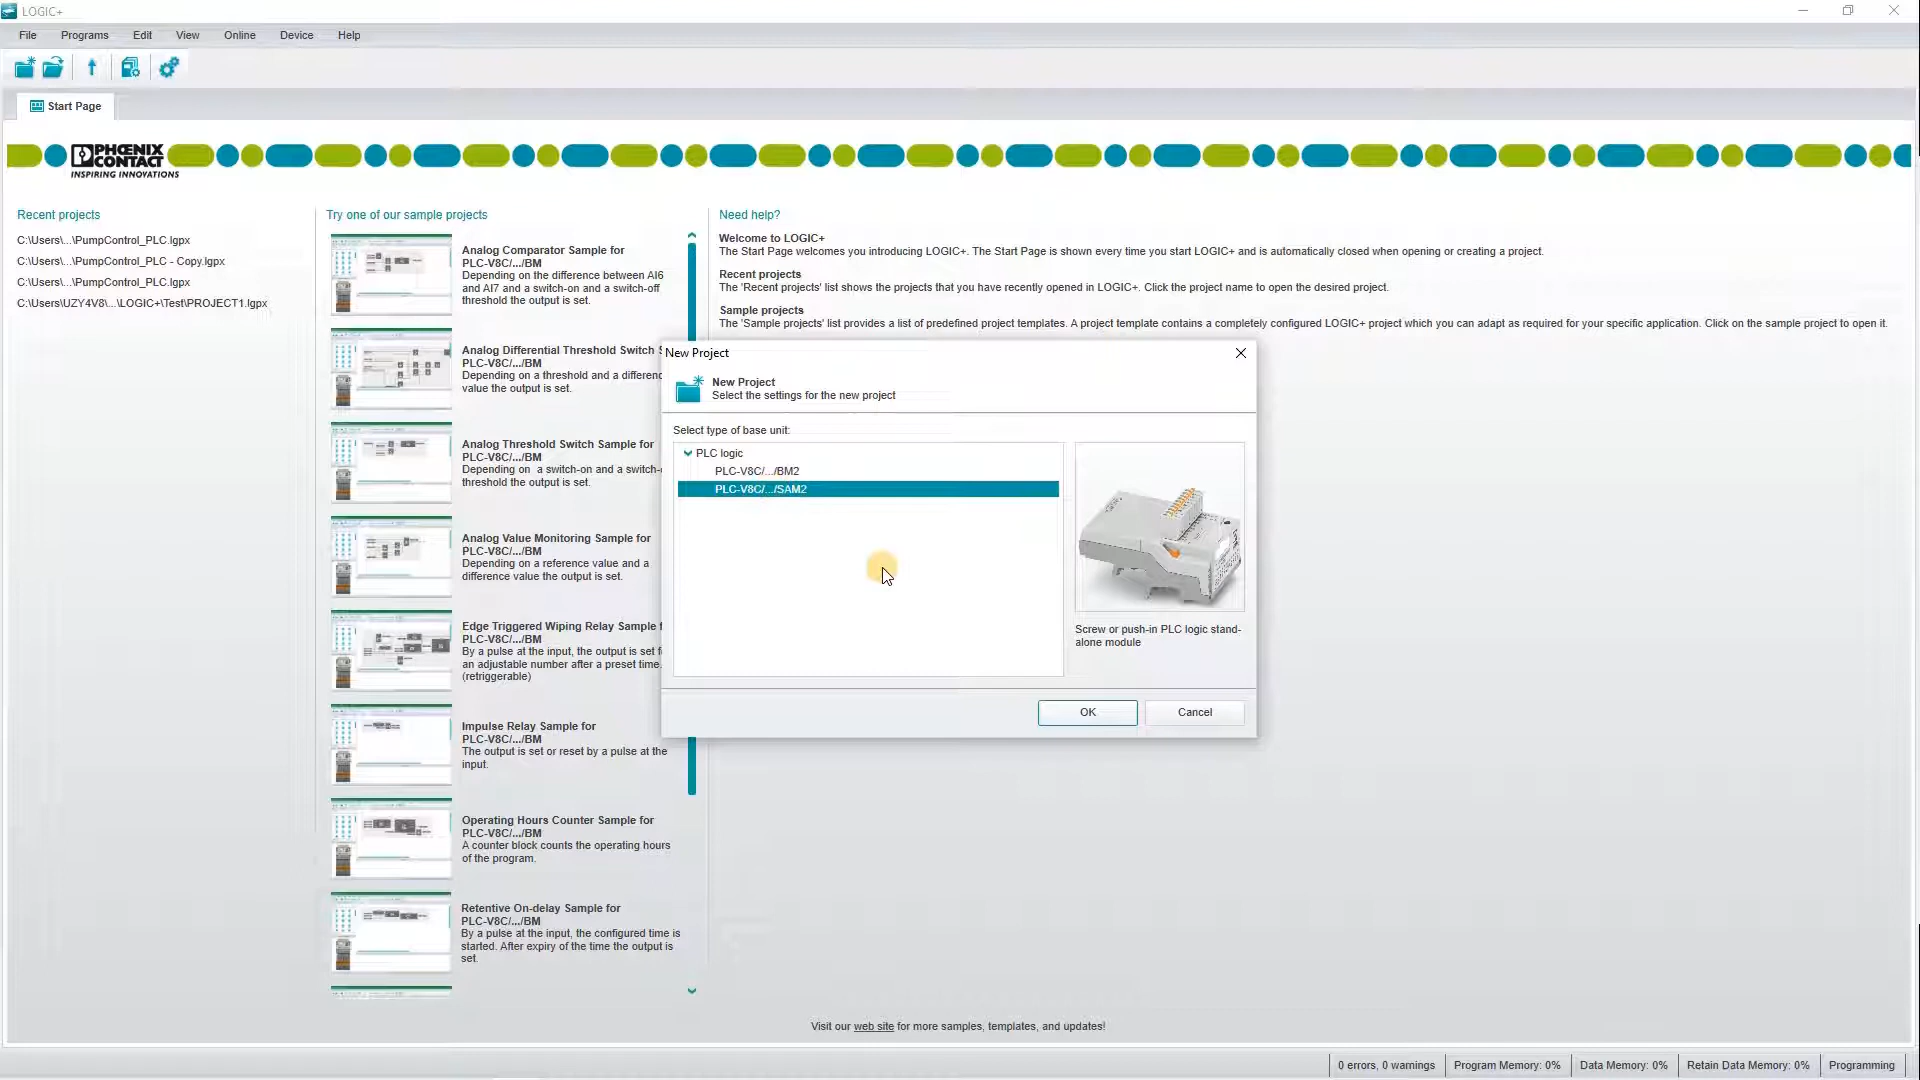 LOGIC+
File Programs Edit View Online Device Help
Start Page
PHŒNIX
CONTACT
INSPIRING INNOVATIONS
Recent projects
C:\Users\...\PumpControl_PLC.lgpx
C:\Users\...\PumpControl_PLC - Copy.lgpx
C:\Users\...\PumpControl_PLC.lgpx
C:\Users\UZY4V8\...\LOGIC+\Test\PROJECT1.lgpx
Try one of our sample projects
Analog Comparator Sample for
PLC-V8C/.../BM
Depending on the difference between AI6
and AI7 and a switch-on and a switch-off
threshold the output is set.
Analog Differential Threshold Switch S
PLC-V8C/.../BM
Depending on a threshold and a differenc
value the output is set.
Analog Threshold Switch Sample for
PLC-V8C/.../BM
Depending on a switch-on and a switch-
threshold the output is set.
Analog Value Monitoring Sample for
PLC-V8C/.../BM
Depending on a reference value and a
difference value the output is set.
Edge Triggered Wiping Relay Sample f
PLC-V8C/.../BM
By a pulse at the input, the output is set f
an adjustable number after a preset time.
(retriggerable)
Impulse Relay Sample for
PLC-V8C/.../BM
The output is set or reset by a pulse at the
input.
Operating Hours Counter Sample for
PLC-V8C/.../BM
A counter block counts the operating hours
of the program.
Retentive On-delay Sample for
PLC-V8C/.../BM
By a pulse at the input, the configured time is
started. After expiry of the time the output is
set.
Need help?
Welcome to LOGIC+
The Start Page welcomes you introducing LOGIC+. The Start Page is shown every time you start LOGIC+ and is automatically closed when opening or creating a project.
Recent projects
The 'Recent projects' list shows the projects that you have recently opened in LOGIC+. Click the project name to open the desired project.
Sample projects
The 'Sample projects' list provides a list of predefined project templates. A project template contains a completely configured LOGIC+ project which you can adapt as required for your specific application. Click on the sample project to open it.
New Project
New Project
Select the settings for the new project
Select type of base unit:
PLC logic
PLC-V8C/.../BM2
PLC-V8C/.../SAM2
Screw or push-in PLC logic stand-
alone module
OK Cancel
Visit our web site for more samples, templates, and updates!
0 errors, 0 warnings Program Memory: 0% Data Memory: 0% Retain Data Memory: 0% Programming